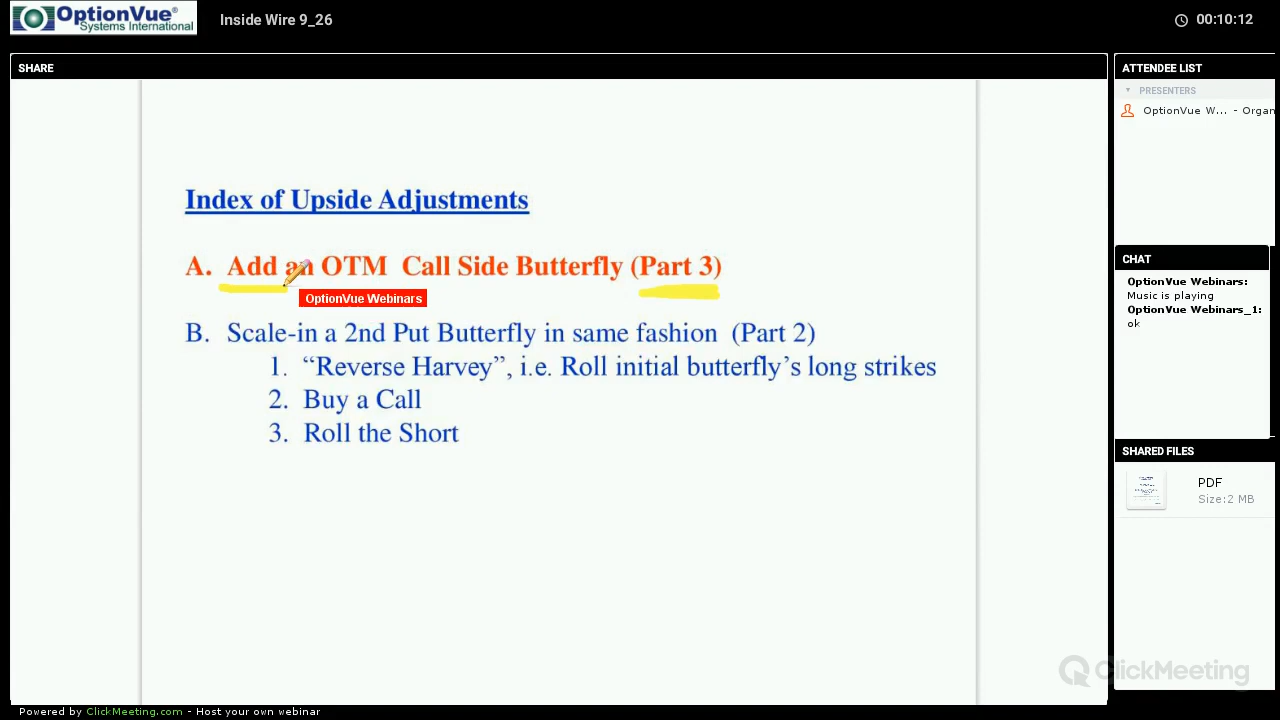 OptionVue®
Systems International
Inside Wire 9_26
00:10:12
SHARE
Index of Upside Adjustments
A. Add an OTM Call Side Butterfly (Part 3)
OptionVue Webinars
B. Scale-in a 2nd Put Butterfly in same fashion (Part 2)
1. “Reverse Harvey”, i.e. Roll initial butterfly’s long strikes
2. Buy a Call
3. Roll the Short
ATTENDEE LIST
PRESENTERS
OptionVue W... - Organ
CHAT
OptionVue Webinars:
Music is playing
OptionVue Webinars_1:
ok
SHARED FILES
PDF
Size:2 MB
ClickMeeting
Powered by ClickMeeting.com - Host your own webinar